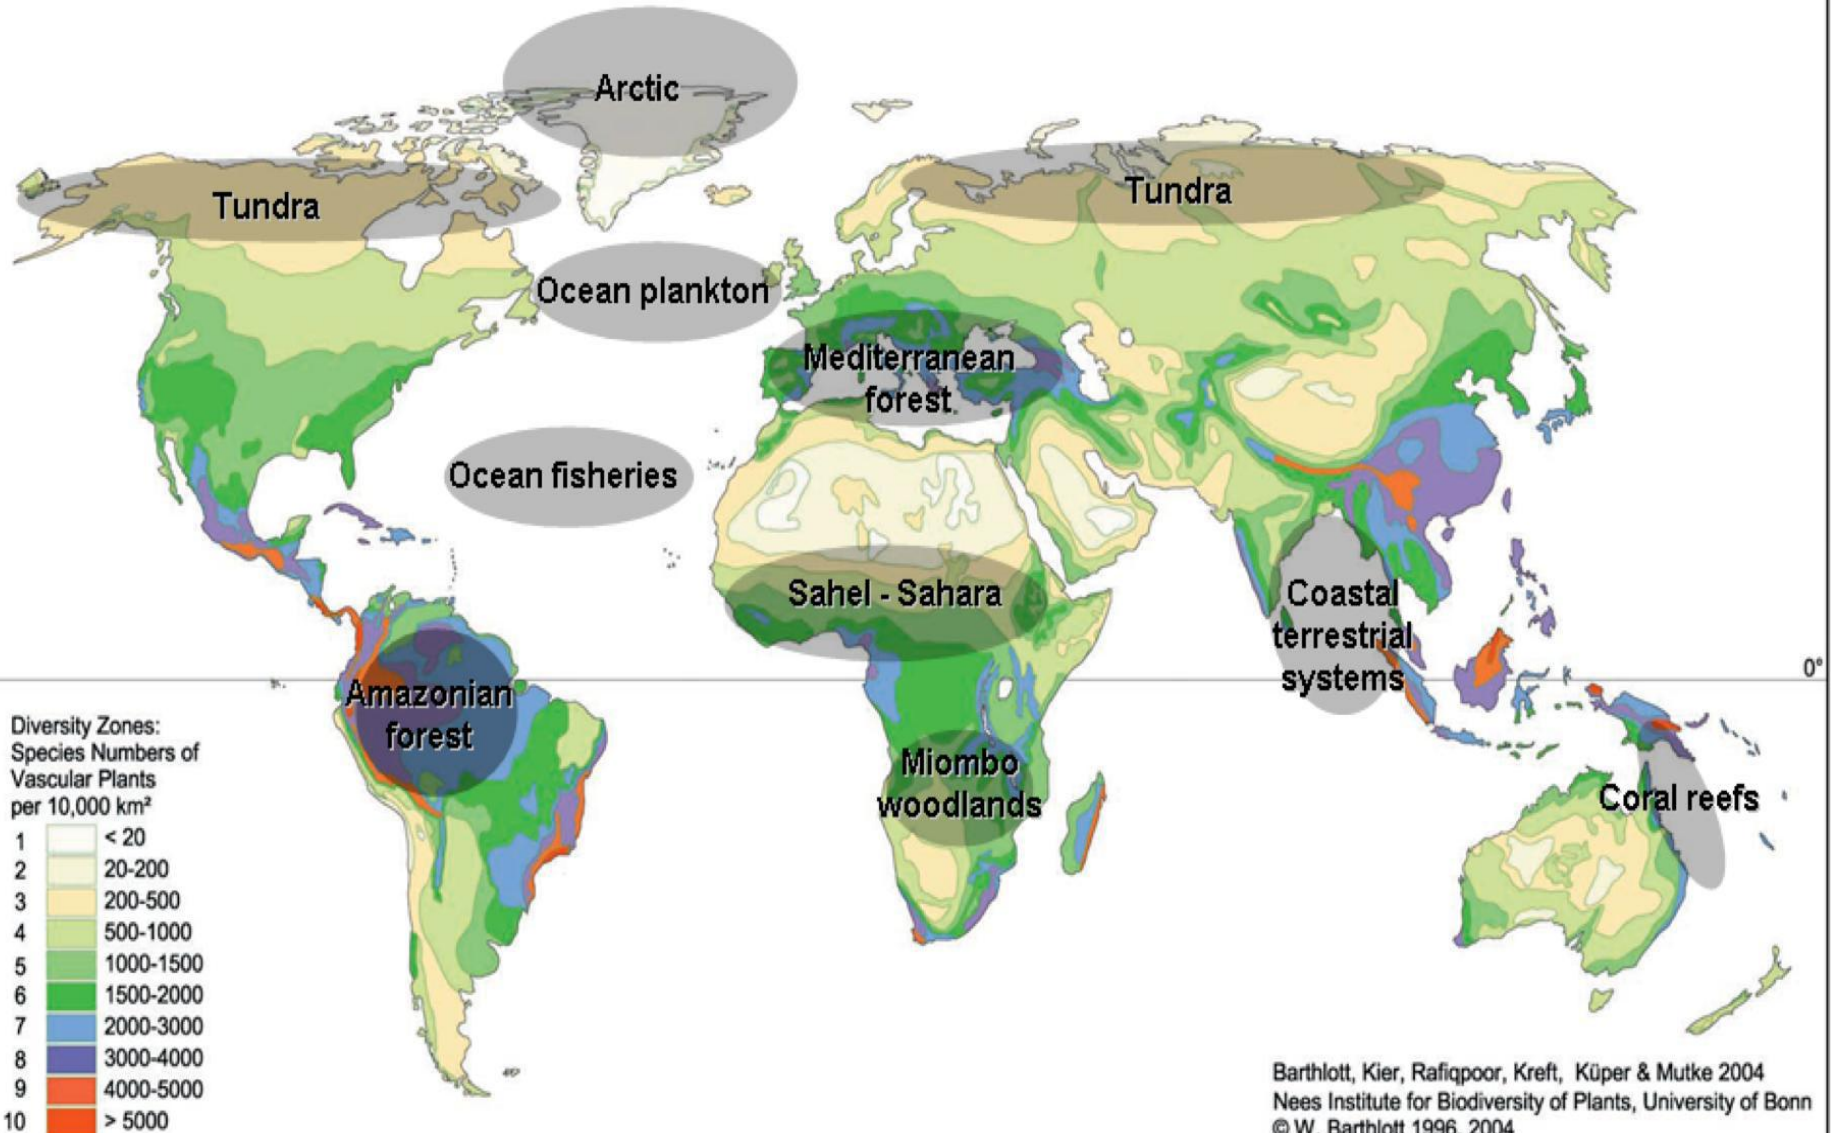 Arctic
Tundra
Tundra
Ocean plankton
Mediterranean
forest
Ocean fisheries
Sahel - Sahara
Coastal
terrestrial
systems
0°
Amazonian
forest
Miombo
woodlands
Coral reefs
Diversity Zones:
Species Numbers of
Vascular Plants
per 10,000 km²
1 < 20
2 20-200
3 200-500
4 500-1000
5 1000-1500
6 1500-2000
7 2000-3000
8 3000-4000
9 4000-5000
10 > 5000
Barthlott, Kier, Rafiqpoor, Kreft, Küper & Mutke 2004
Nees Institute for Biodiversity of Plants, University of Bonn
© W. Barthlott 1996, 2004